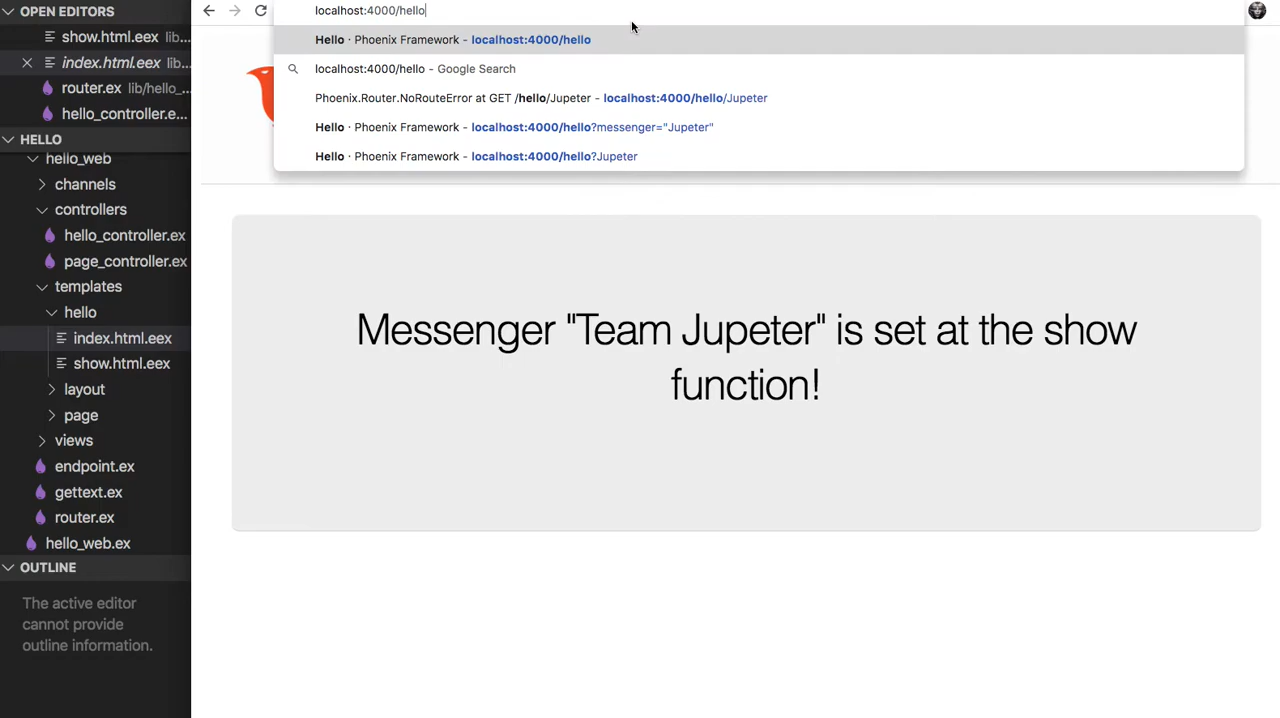 OPEN EDITORS
show.html.eex lib...
index.html.eex lib...
router.ex lib/hello_...
hello_controller.e...
HELLO
hello_web
channels
controllers
hello_controller.ex
page_controller.ex
templates
hello
index.html.eex
show.html.eex
layout
page
views
endpoint.ex
gettext.ex
router.ex
hello_web.ex
OUTLINE
The active editor
cannot provide
outline information.
localhost:4000/hello
Hello · Phoenix Framework - localhost:4000/hello
localhost:4000/hello - Google Search
Phoenix.Router.NoRouteError at GET /hello/Jupeter - localhost:4000/hello/Jupeter
Hello · Phoenix Framework - localhost:4000/hello?messenger="Jupeter"
Hello · Phoenix Framework - localhost:4000/hello?Jupeter
Messenger "Team Jupeter" is set at the show
function!